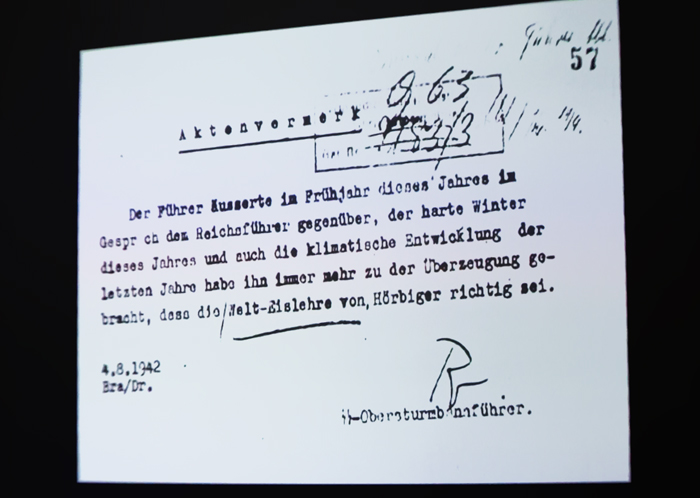 57
Aktenvermerk
Der Führer äusserte im Frühjahr dieses Jahres im
Gespr ch dem Reichsführer gegenüber, der harte Winter
dieses Jahres und auch die klimatische Entwicklung der
letzten Jahre habe ihn immer mehr zu der Überzeugung ge-
bracht, dass die/Welt-Eislehre von, Hörbiger richtig sei.
4.8.1942
Bra/Dr.
SS-Obersturmbannführer.